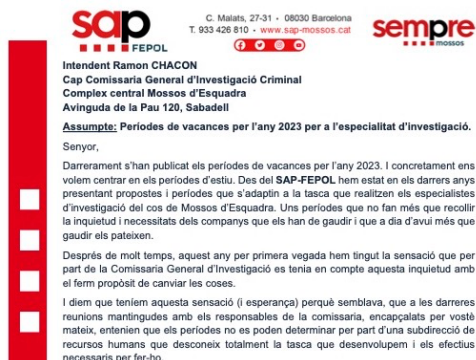 sap
FEPOL
C. Malats, 27-31 - 08030 Barcelona
T. 933 426 810 - www.sap-mossos.cat
sempre
mossos
Intendent Ramon CHACON
Cap Comissaria General d'Investigació Criminal
Complex central Mossos d'Esquadra
Avinguda de la Pau 120, Sabadell
Assumpte: Períodes de vacances per l'any 2023 per a l'especialitat d'investigació.
Senyor,
Darrerament s'han publicat els períodes de vacances per l'any 2023. I concretament ens
volem centrar en els períodes d'estiu. Des del SAP-FEPOL hem estat en els darrers anys
presentant propostes i períodes que s'adaptin a la tasca que realitzen els especialistes
d'investigació del cos de Mossos d'Esquadra. Uns períodes que no fan més que recollir
la inquietud i necessitats dels companys que els han de gaudir i que a dia d'avui més que
gaudir els pateixen.
Després de molt temps, aquest any per primera vegada hem tingut la sensació que per
part de la Comissaria General d'Investigació es tenia en compte aquesta inquietud amb
el ferm propòsit de canviar les coses.
I diem que teníem aquesta sensació (i esperança) perquè semblava, que a les darreres
reunions mantingudes amb els responsables de la comissaria, encapçalats per vostè
mateix, entenien que els períodes no es poden determinar per part d'una subdirecció de
recursos humans que desconeix totalment la tasca que desenvolupem i els efectius
necessaris per fer-ho.